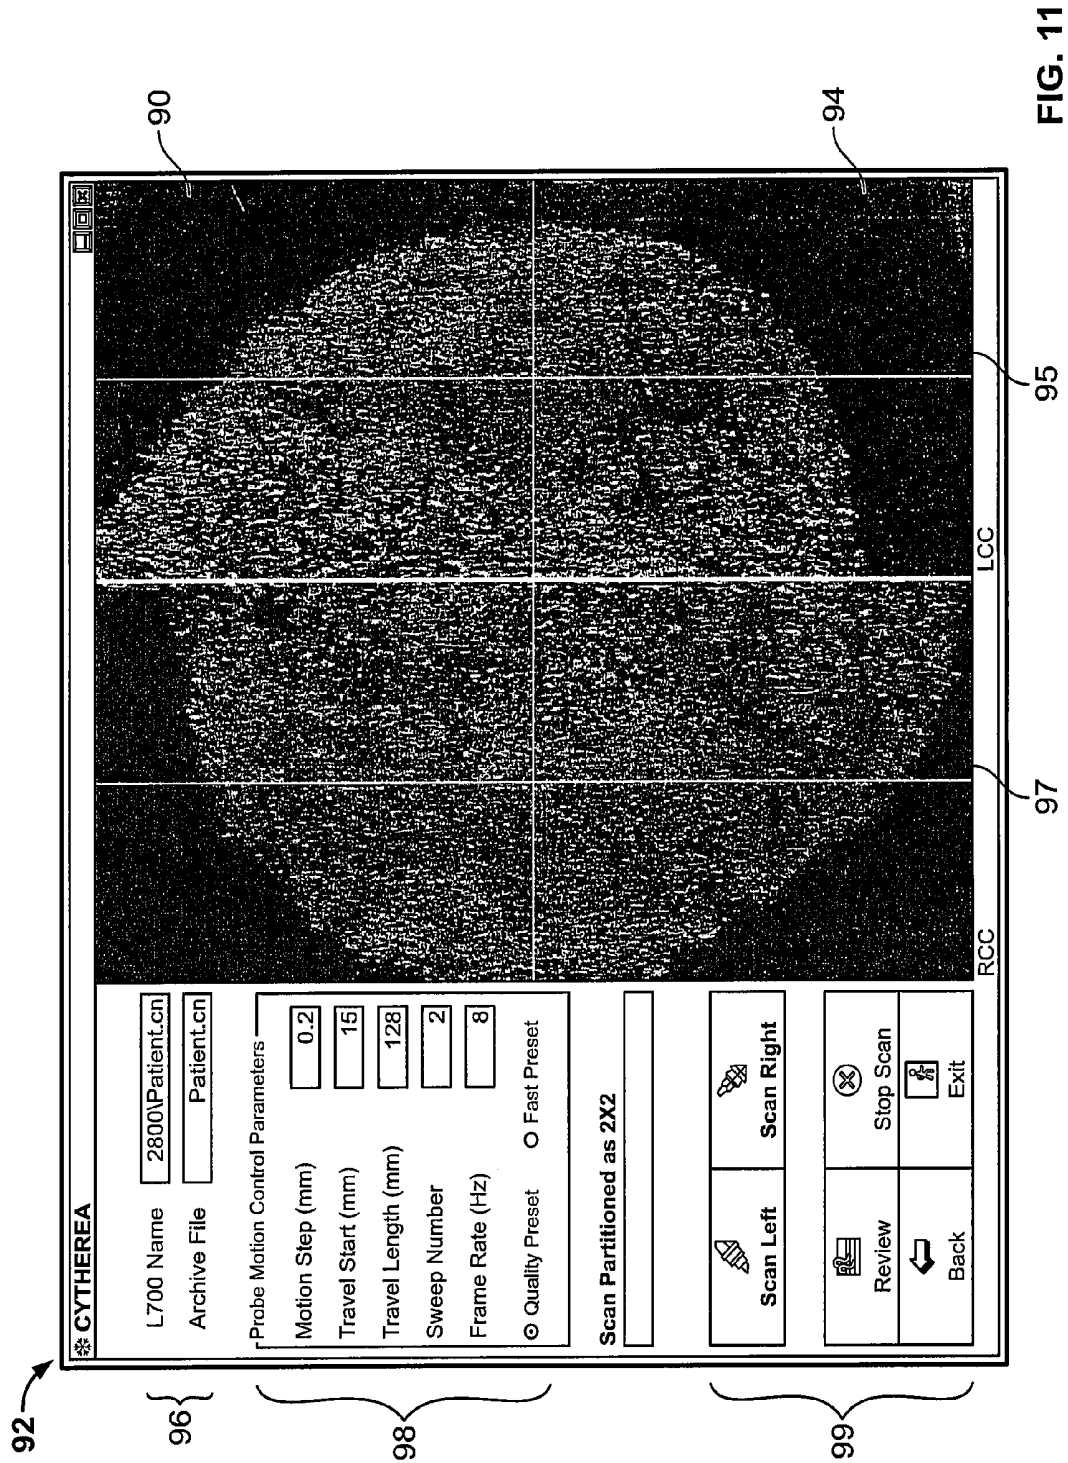 92
CYTHEREA
96
L700 Name 2800\Patient.cn
Archive File Patient.cn
98
Probe Motion Control Parameters
Motion Step (mm) 0.2
Travel Start (mm) 15
Travel Length (mm) 128
Sweep Number 2
Frame Rate (Hz) 8
Quality Preset Fast Preset
Scan Partitioned as 2X2
99
Scan Left Scan Right
Review Stop Scan
Back Exit
90
94
RCC LCC
97 95
FIG. 11